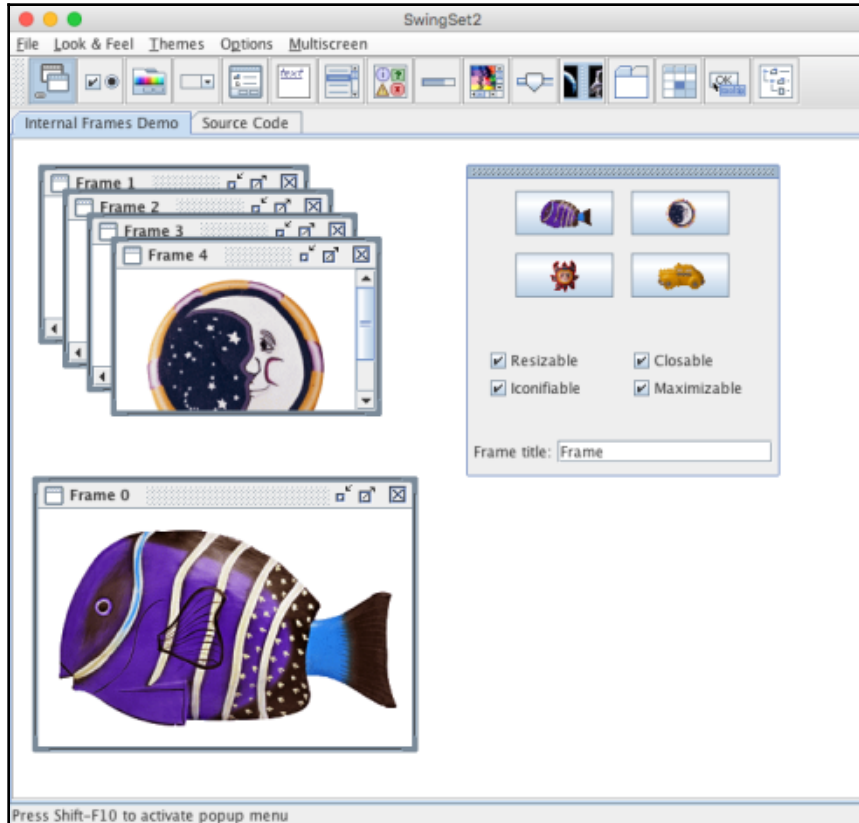 SwingSet2
File Look & Feel Themes Options Multiscreen
text
OK
Internal Frames Demo Source Code
Frame 1
Frame 2
Frame 3
Frame 4
Resizable Closable
Iconifiable Maximizable
Frame title: Frame
Frame 0
Press Shift-F10 to activate popup menu